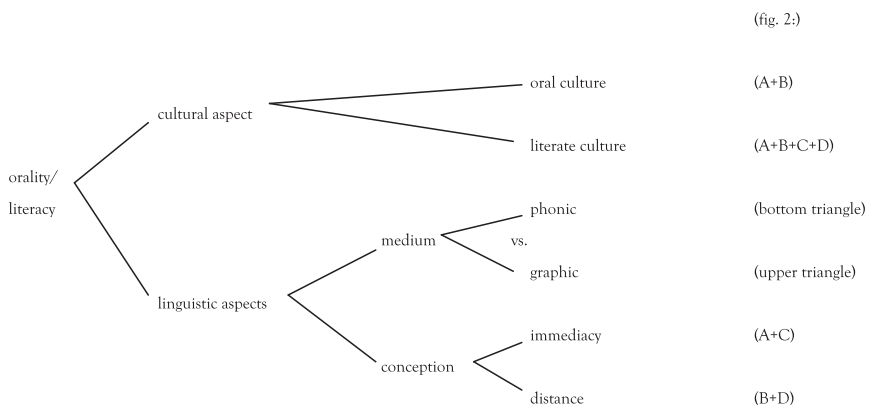 (fig. 2:)
oral culture (A+B)
cultural aspect
literate culture (A+B+C+D)
orality/
literacy
phonic (bottom triangle)
medium vs.
graphic (upper triangle)
linguistic aspects
immediacy (A+C)
conception
distance (B+D)